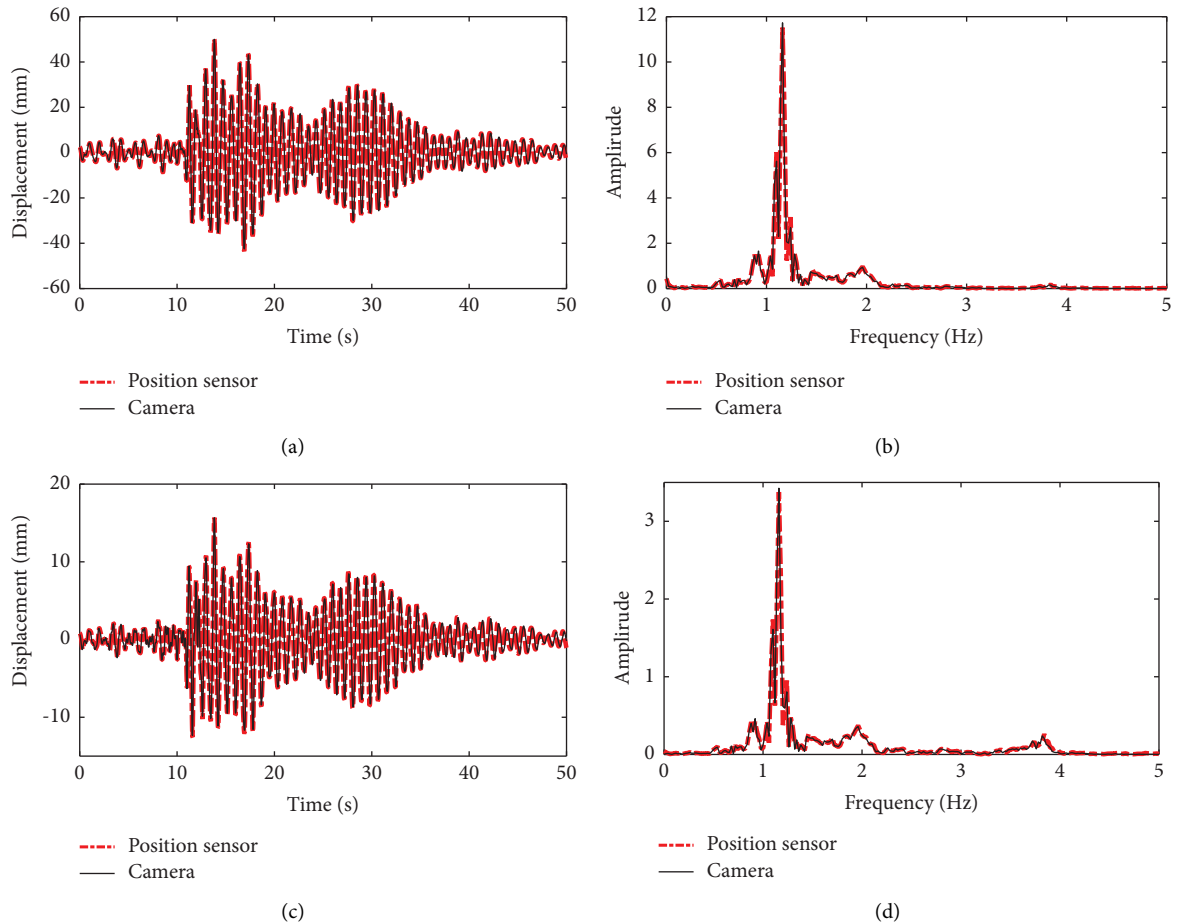 60
40
20
0
-20
-40
-60
Displacement (mm)
0 10 20 30 40 50
Time (s)
Position sensor
Camera
(a)
12
10
8
6
4
2
0
Amplirude
0 1 2 3 4 5
Frequency (Hz)
Position sensor
Camera
(b)
20
10
0
-10
Displacement (mm)
0 10 20 30 40 50
Time (s)
Position sensor
Camera
(c)
3
2
1
0
Amplirude
0 1 2 3 4 5
Frequency (Hz)
Position sensor
Camera
(d)